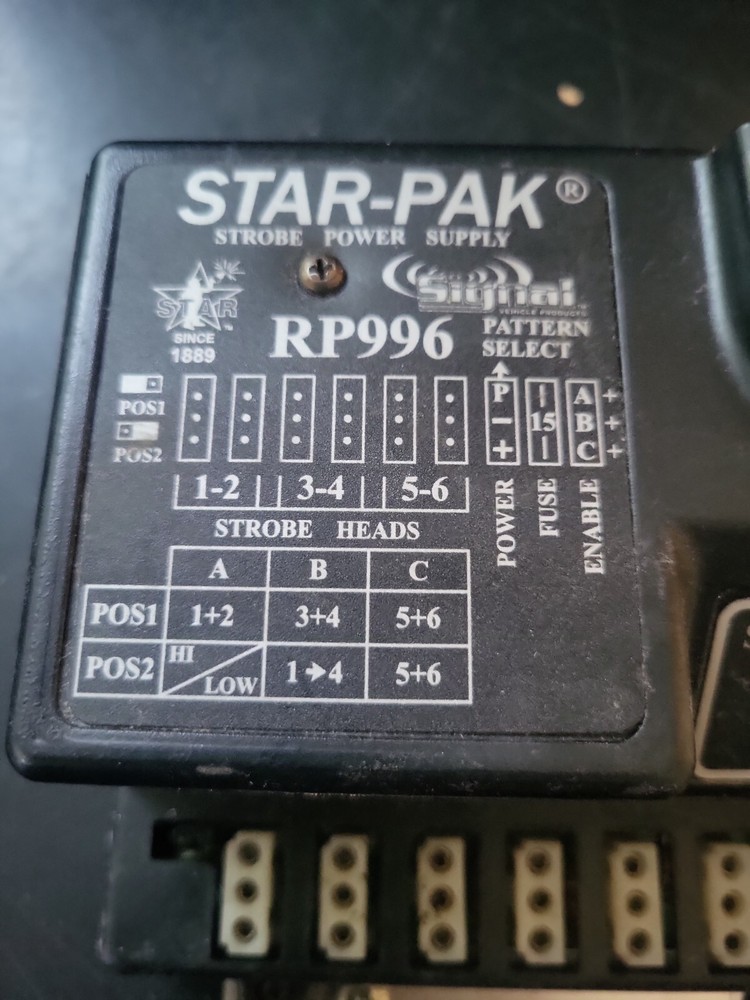 STAR-PAK®
STROBE POWER SUPPLY
STAR
SINCE
1889
Signal
VEHICLE PRODUCTS
RP996
PATTERN
SELECT
POS1
POS2
P
−
+
15
A +
B +
C +
1-2 3-4 5-6
POWER
FUSE
ENABLE
STROBE HEADS
A B C
POS1 1+2 3+4 5+6
POS2 HI/LOW 1➔4 5+6